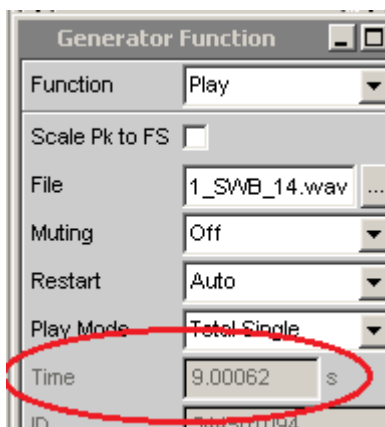 Generator Function
Function Play
Scale Pk to FS
File 1_SWB_14.wav ...
Muting Off
Restart Auto
Play Mode Total Single
Time 9.00062 s
ID